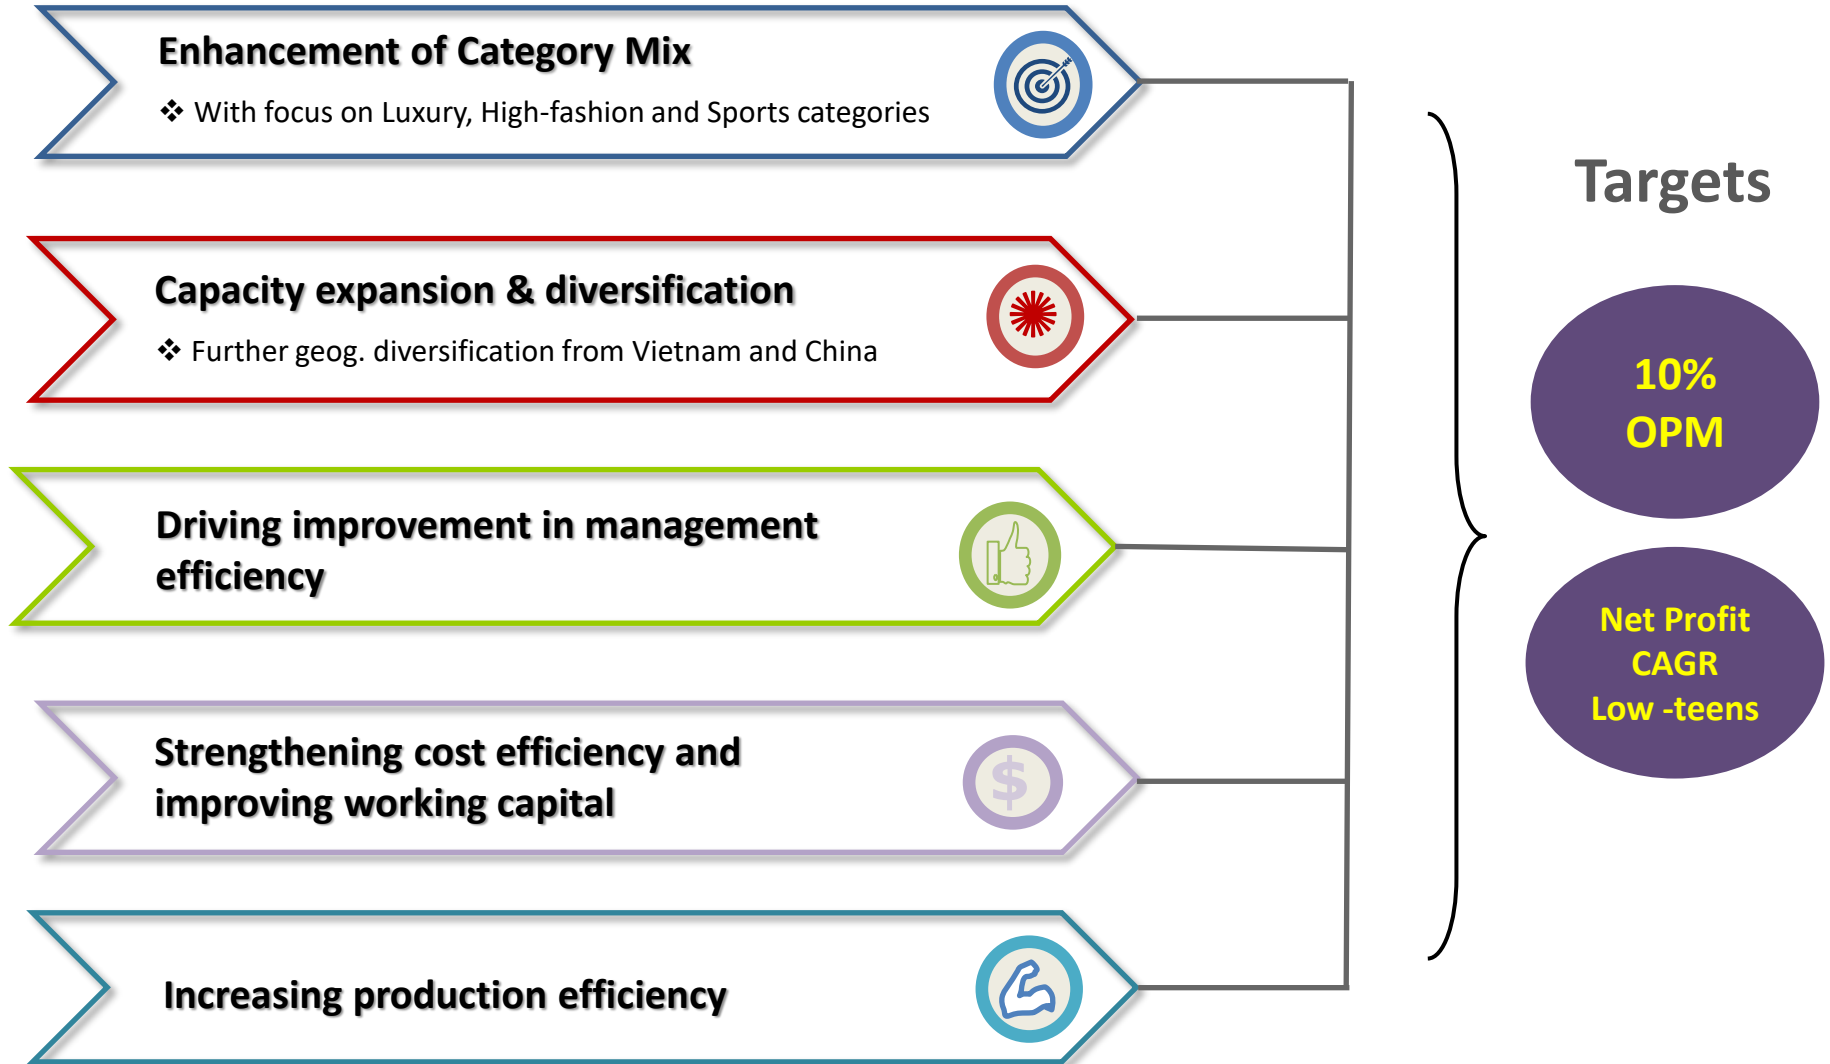 Enhancement of Category Mix
❖ With focus on Luxury, High-fashion and Sports categories
Capacity expansion & diversification
❖ Further geog. diversification from Vietnam and China
Driving improvement in management
efficiency
Strengthening cost efficiency and
improving working capital
$
Increasing production efficiency
Targets
10%
OPM
Net Profit
CAGR
Low -teens